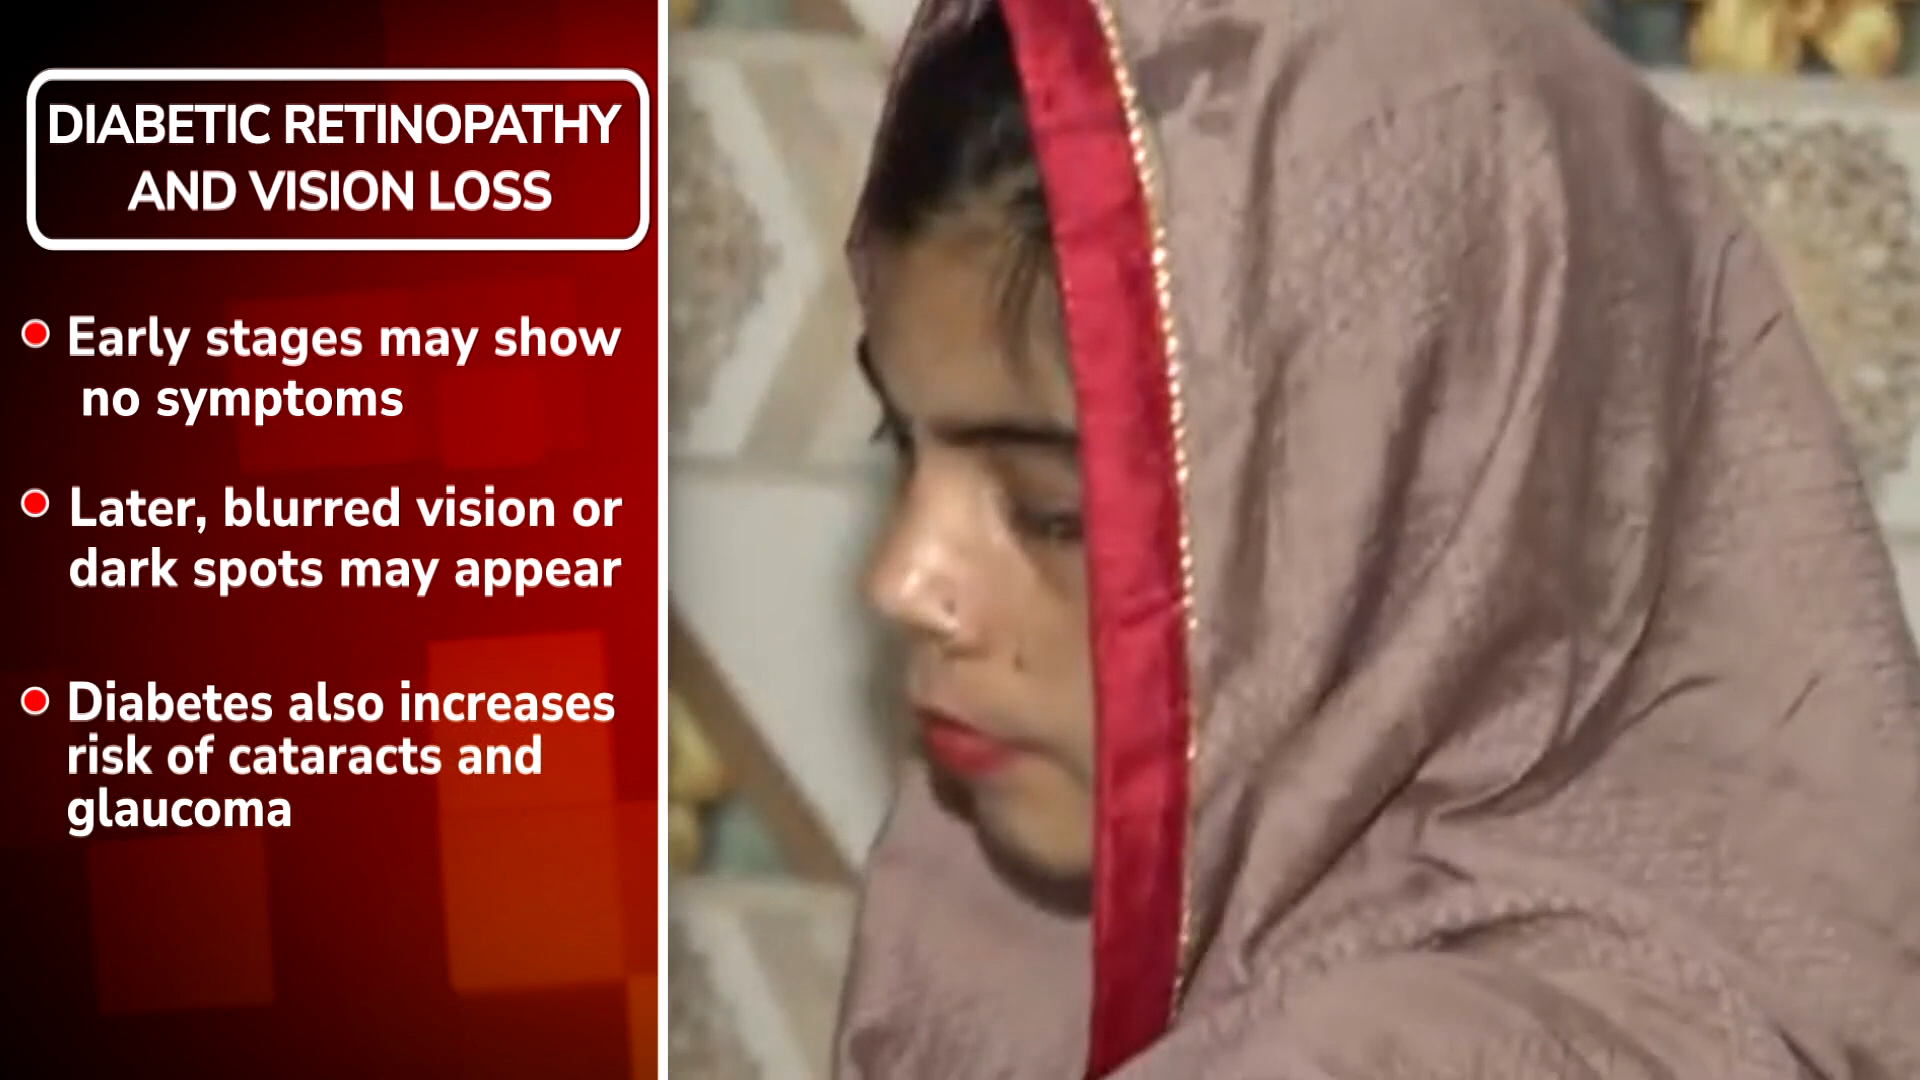 DIABETIC RETINOPATHY
AND VISION LOSS
Early stages may show
no symptoms
Later, blurred vision or
dark spots may appear
Diabetes also increases
risk of cataracts and
glaucoma